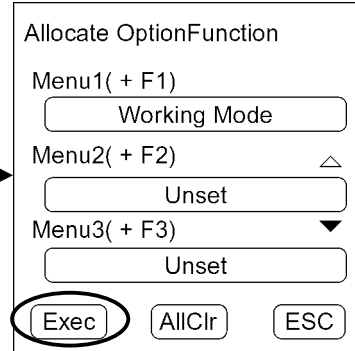 Allocate OptionFunction
Menu1( + F1)
Working Mode
Menu2( + F2)
Unset
Menu3( + F3)
Unset
Exec AllClr ESC